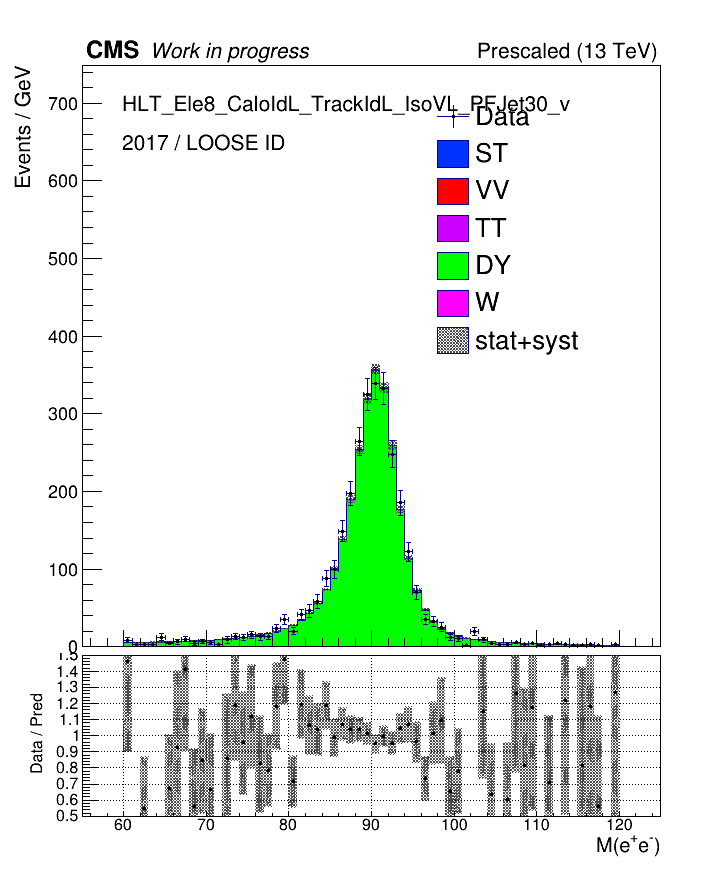 CMS Work in progress Prescaled (13 TeV)
Events / GeV
HLT_Ele8_CaloIdL_TrackIdL_IsoVL_PFJet30_v
2017 / LOOSE ID
Data
ST
VV
TT
DY
W
stat+syst
700
600
500
400
300
200
100
0
Data / Pred
1.5
1.4
1.3
1.2
1.1
1
0.9
0.8
0.7
0.6
0.5
60 70 80 90 100 110 120
M(e⁺e⁻)